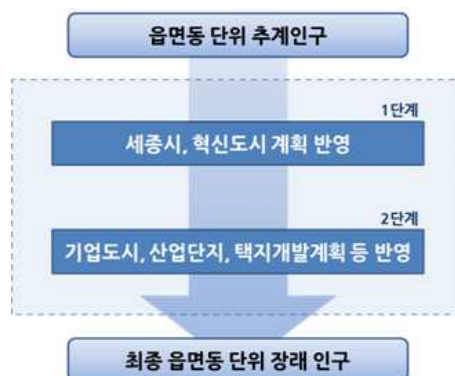 읍면동 단위 추계인구
1단계
세종시, 혁신도시 계획 반영
2단계
기업도시, 산업단지, 택지개발계획 등 반영
최종 읍면동 단위 장래 인구